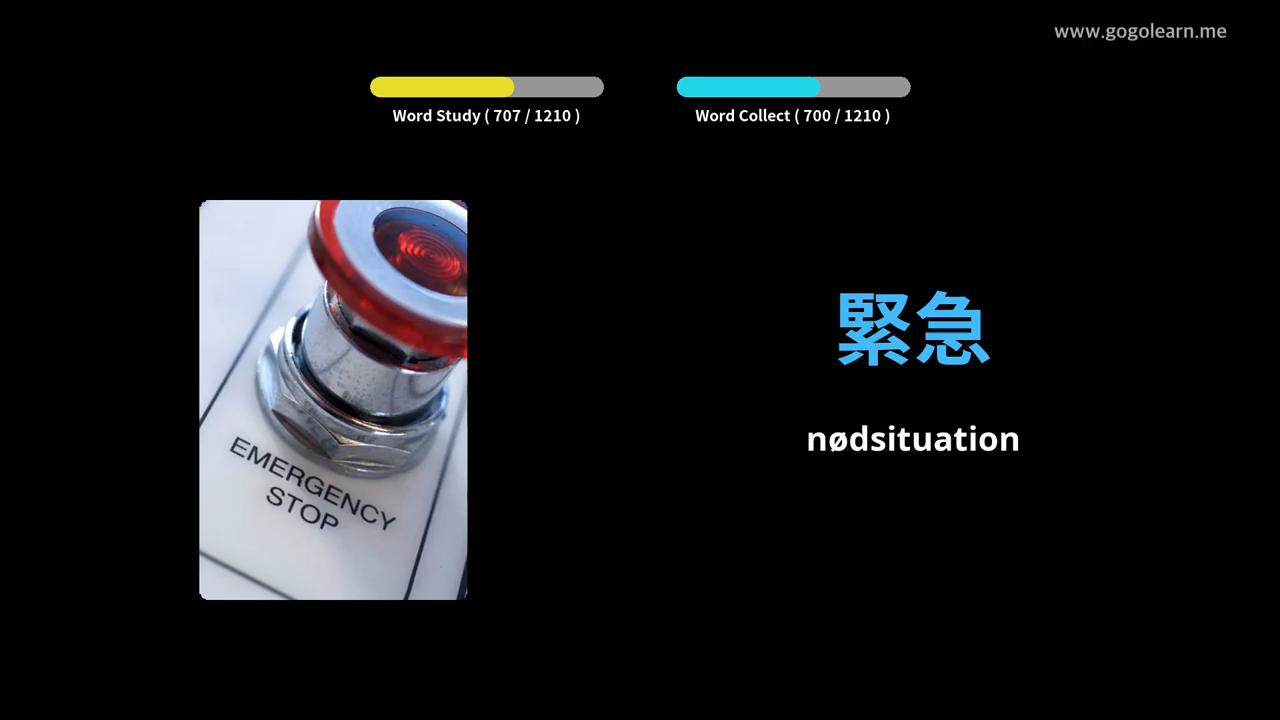 www.gogolearn.me
Word Study ( 707 / 1210 )
Word Collect ( 700 / 1210 )
EMERGENCY
STOP
緊急
nødsituation